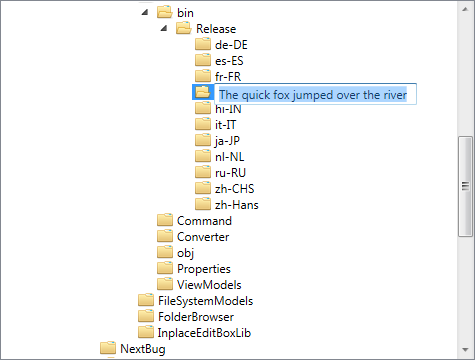 bin
Release
de-DE
es-ES
fr-FR
The quick fox jumped over the river
hi-IN
it-IT
ja-JP
nl-NL
ru-RU
zh-CHS
zh-Hans
Command
Converter
obj
Properties
ViewModels
FileSystemModels
FolderBrowser
InplaceEditBoxLib
NextBug